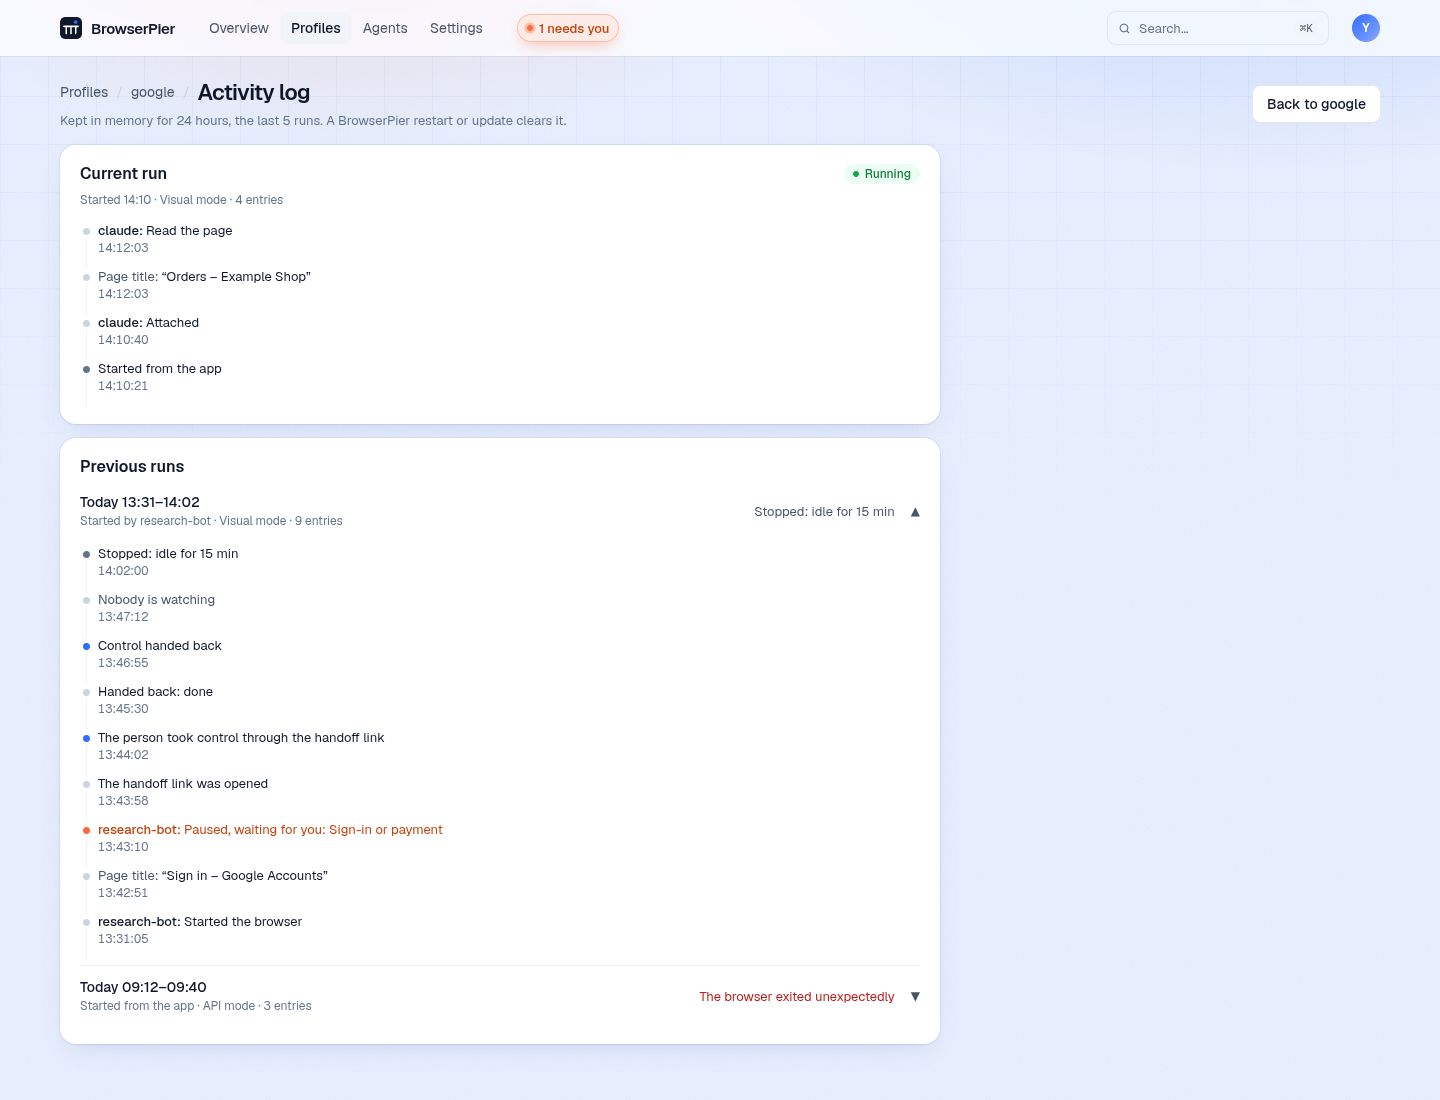 BrowserPier
Overview
Profiles
Agents
Settings
1 needs you
Search…
⌘K
Y
Profiles / google / Activity log
Kept in memory for 24 hours, the last 5 runs. A BrowserPier restart or update clears it.
Back to google
Current run
Running
Started 14:10 · Visual mode · 4 entries
claude: Read the page
14:12:03
Page title: “Orders – Example Shop”
14:12:03
claude: Attached
14:10:40
Started from the app
14:10:21
Previous runs
Today 13:31–14:02
Started by research-bot · Visual mode · 9 entries
Stopped: idle for 15 min ▲
Stopped: idle for 15 min
14:02:00
Nobody is watching
13:47:12
Control handed back
13:46:55
Handed back: done
13:45:30
The person took control through the handoff link
13:44:02
The handoff link was opened
13:43:58
research-bot: Paused, waiting for you: Sign-in or payment
13:43:10
Page title: “Sign in – Google Accounts”
13:42:51
research-bot: Started the browser
13:31:05
Today 09:12–09:40
Started from the app · API mode · 3 entries
The browser exited unexpectedly ▼